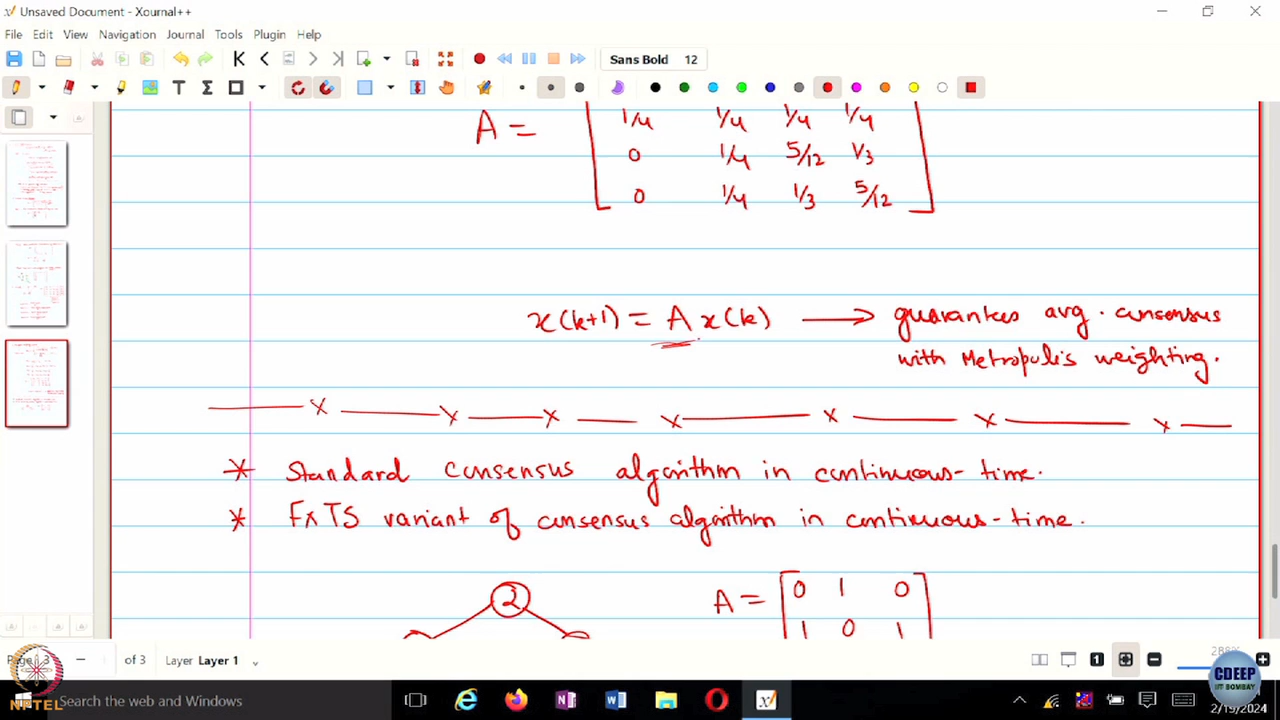 Unsaved Document - Xournal++
File Edit View Navigation Journal Tools Plugin Help
Sans Bold 12
A =
1/4 1/4 1/4 1/4
0 1/4 5/12 1/3
0 1/4 1/3 5/12
x(k+1) = A x(k) → guarantees avg. consensus
with Metropolis weighting.
* Standard consensus algorithm in continuous-time.
* FxTS variant of consensus algorithm in continuous-time.
2
A = 0 1 0
1 0 1
of 3 Layer Layer 1
288%
NPTEL
Search the web and Windows
CDEEP
IIT BOMBAY
2/19/2024